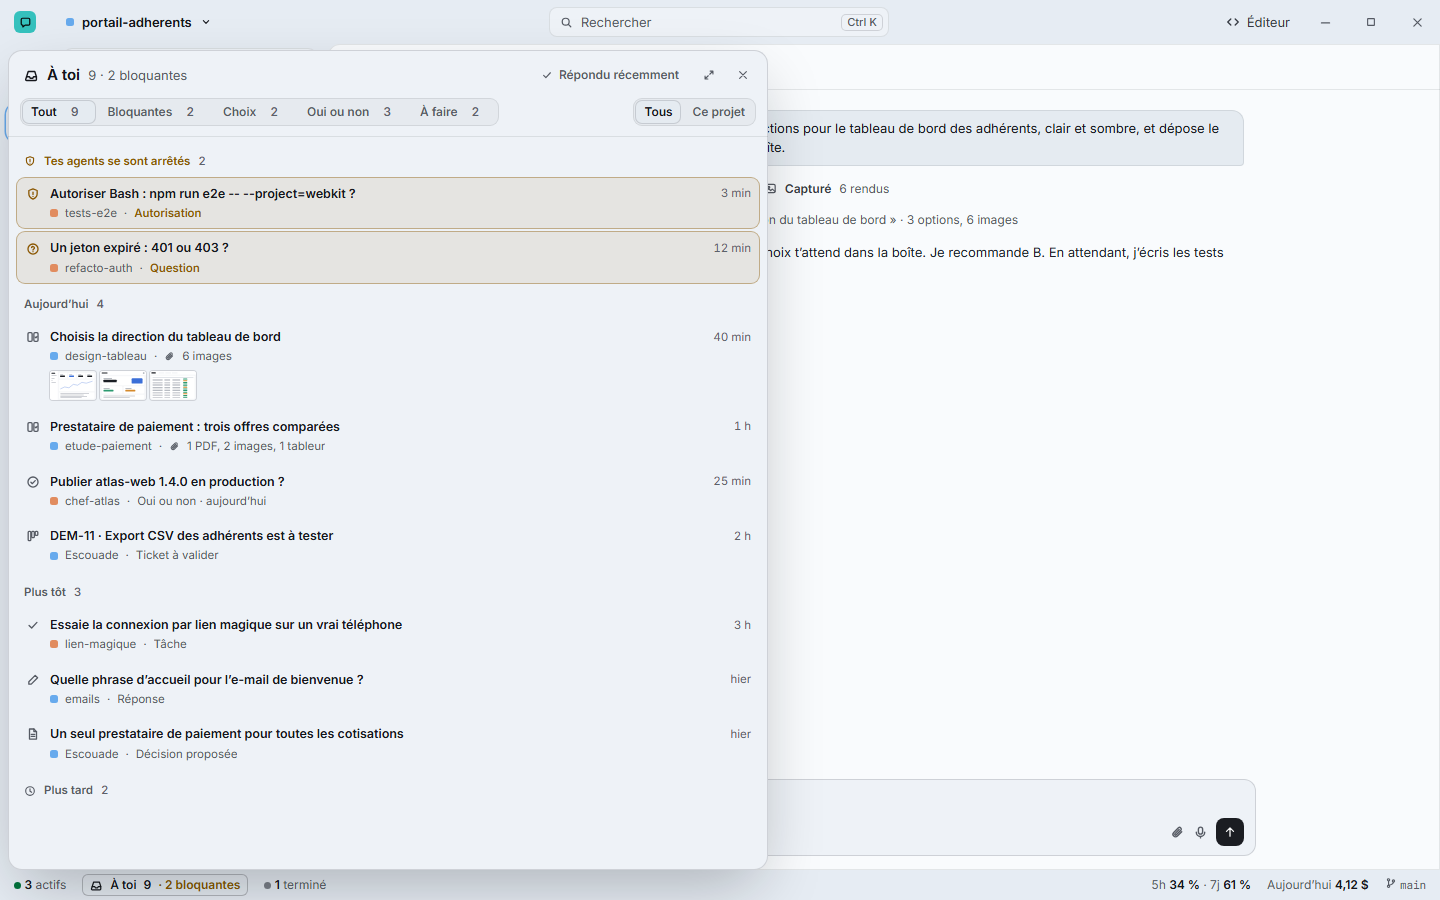 portail-adherents
Rechercher
Ctrl K
Éditeur
À toi 9 · 2 bloquantes
Répondu récemment
Tout 9
Bloquantes 2
Choix 2
Oui ou non 3
À faire 2
Tous
Ce projet
Tes agents se sont arrêtés 2
Autoriser Bash : npm run e2e -- --project=webkit ?
3 min
tests-e2e · Autorisation
Un jeton expiré : 401 ou 403 ?
12 min
refacto-auth · Question
Aujourd’hui 4
Choisis la direction du tableau de bord
40 min
design-tableau · 6 images
Prestataire de paiement : trois offres comparées
1 h
etude-paiement · 1 PDF, 2 images, 1 tableur
Publier atlas-web 1.4.0 en production ?
25 min
chef-atlas · Oui ou non · aujourd’hui
DEM-11 · Export CSV des adhérents est à tester
2 h
Escouade · Ticket à valider
Plus tôt 3
Essaie la connexion par lien magique sur un vrai téléphone
3 h
lien-magique · Tâche
Quelle phrase d’accueil pour l’e-mail de bienvenue ?
hier
emails · Réponse
Un seul prestataire de paiement pour toutes les cotisations
hier
Escouade · Décision proposée
Plus tard 2
ctions pour le tableau de bord des adhérents, clair et sombre, et dépose le
îte.
Capturé 6 rendus
n du tableau de bord » · 3 options, 6 images
hoix t’attend dans la boîte. Je recommande B. En attendant, j’écris les tests
3 actifs
À toi 9 · 2 bloquantes
1 terminé
5h 34 % · 7j 61 %
Aujourd’hui 4,12 $
main